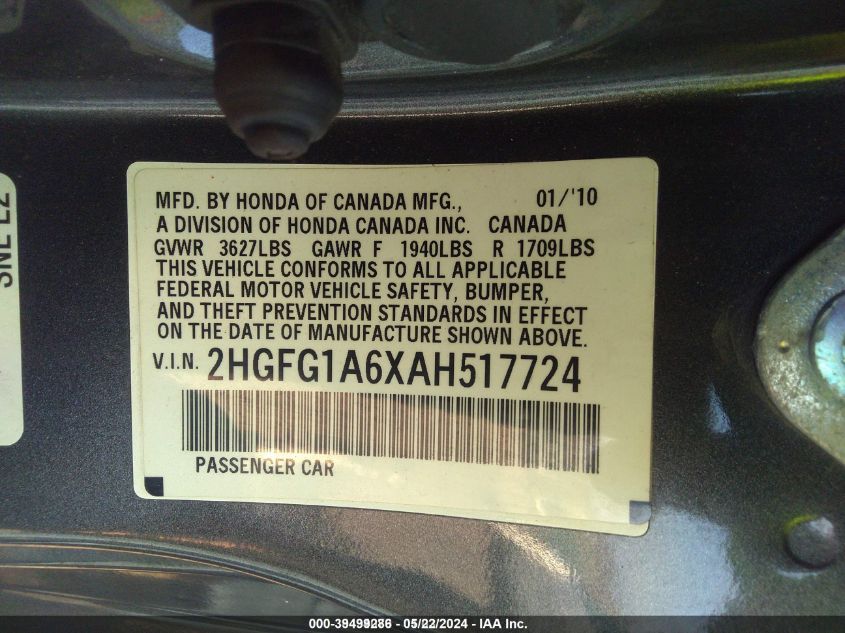 MFD. BY HONDA OF CANADA MFG., 01/'10
A DIVISION OF HONDA CANADA INC. CANADA
GVWR 3627LBS GAWR F 1940LBS R 1709LBS
THIS VEHICLE CONFORMS TO ALL APPLICABLE
FEDERAL MOTOR VEHICLE SAFETY, BUMPER,
AND THEFT PREVENTION STANDARDS IN EFFECT
ON THE DATE OF MANUFACTURE SHOWN ABOVE.
V.I.N. 2HGFG1A6XAH517724
PASSENGER CAR
000-39499286 - 05/22/2024 - IAA Inc.